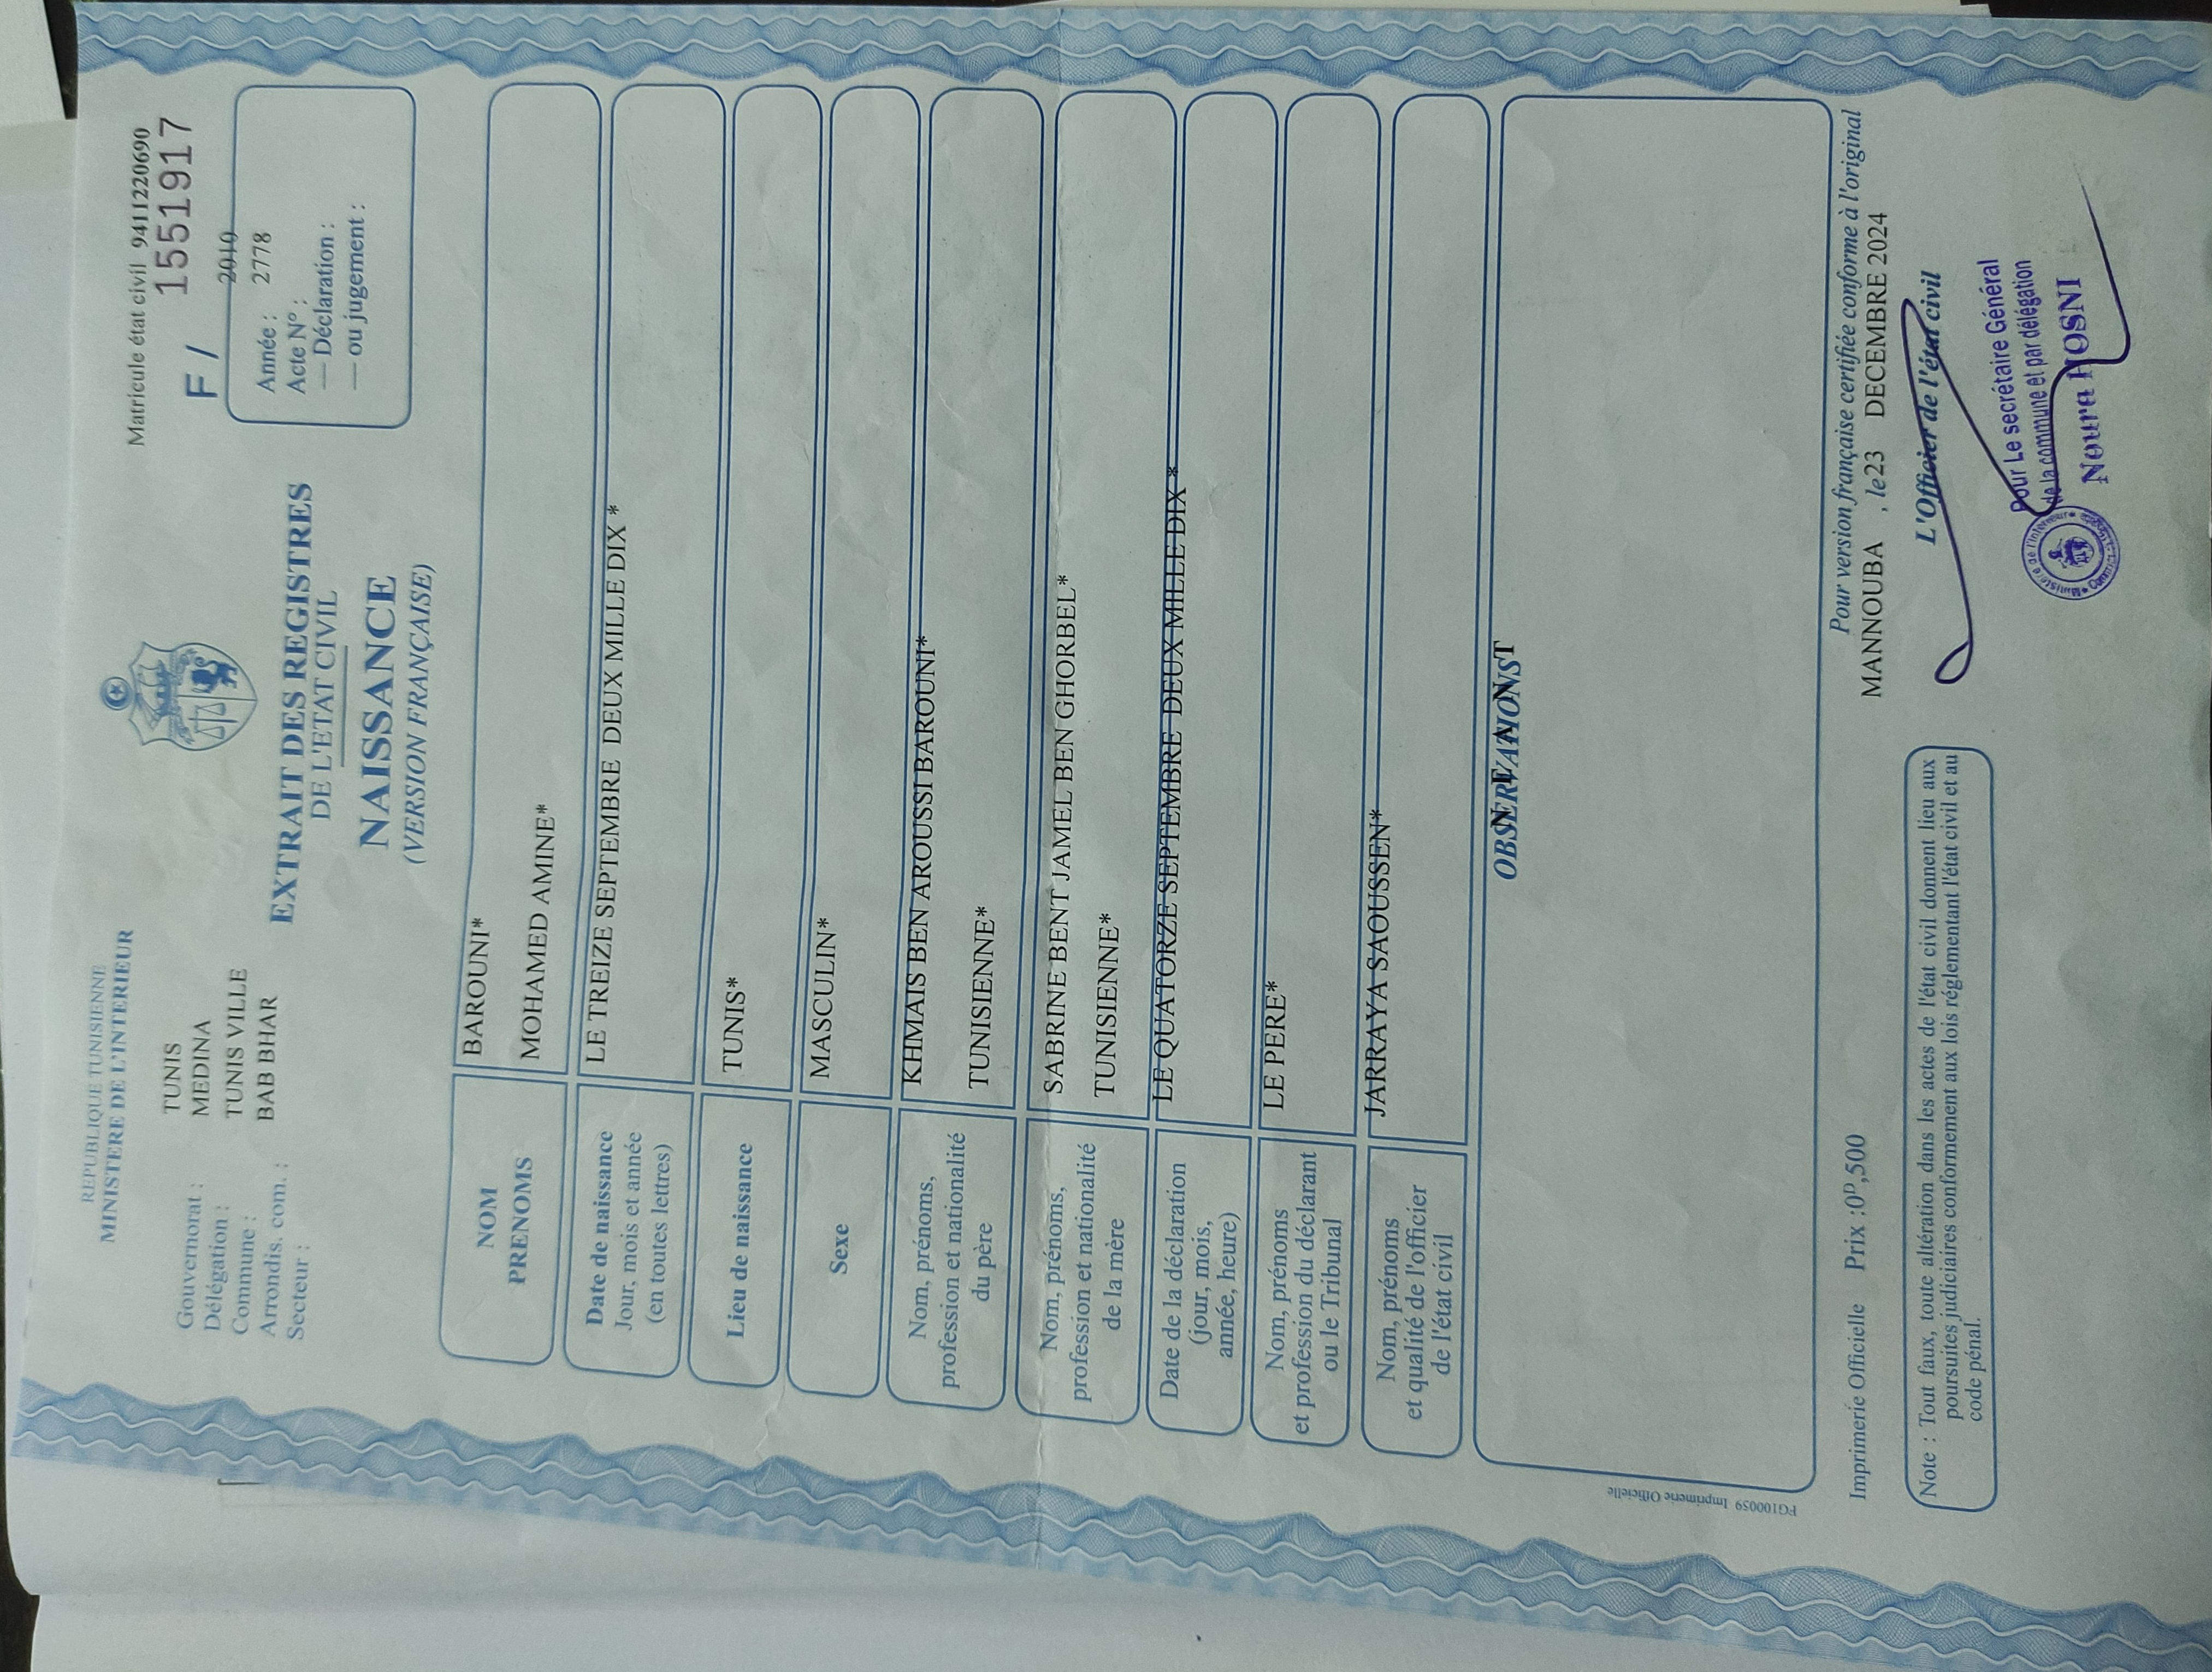 REPUBLIQUE TUNISIENNE
MINISTERE DE L'INTERIEUR
Matricule état civil 9411220690
F / 1551917
Gouvernorat : TUNIS
Délégation : MEDINA
Commune : TUNIS VILLE
Arrondis. com. : BAB BHAR
Secteur :
2010
Année : 2778
Acte N° :
— Déclaration :
— ou jugement :
EXTRAIT DES REGISTRES
DE L'ETAT CIVIL
NAISSANCE
(VERSION FRANÇAISE)
NOM
PRENOMS
BAROUNI*
MOHAMED AMINE*
Date de naissance
Jour, mois et année
(en toutes lettres)
LE TREIZE SEPTEMBRE DEUX MILLE DIX *
Lieu de naissance
TUNIS*
Sexe
MASCULIN*
Nom, prénoms,
profession et nationalité
du père
KHMAIS BEN AROUSSI BAROUNI*
TUNISIENNE*
Nom, prénoms,
profession et nationalité
de la mère
SABRINE BENT JAMEL BEN GHORBEL*
TUNISIENNE*
Date de la déclaration
(jour, mois,
année, heure)
LE QUATORZE SEPTEMBRE DEUX MILLE DIX *
Nom, prénoms
et profession du déclarant
ou le Tribunal
LE PERE*
Nom, prénoms
et qualité de l'officier
de l'état civil
JARRAYA SAOUSSEN*
OBSERVATIONS
NEANT
FG100059 Imprimerie Officielle
Imprimerie Officielle Prix :0ᴰ,500
Pour version française certifiée conforme à l'original
MANNOUBA , le 23 DECEMBRE 2024
L'Officier de l'état civil
Note : Tout faux, toute altération dans les actes de l'état civil donnent lieu aux
poursuites judiciaires conformement aux lois réglementant l'état civil et au
code pénal.
Pour Le secrétaire Général
de la commune et par délégation
Noura HOSNI